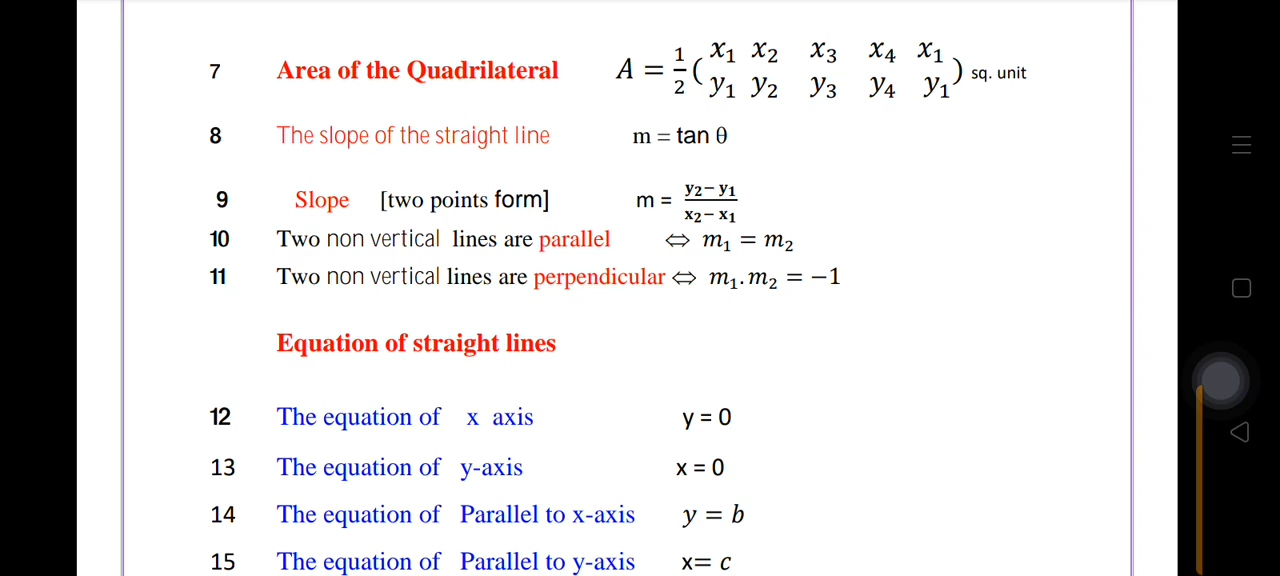 7 Area of the Quadrilateral A = 1/2 (x₁ x₂ x₃ x₄ x₁ / y₁ y₂ y₃ y₄ y₁) sq. unit
8 The slope of the straight line m = tan θ
9 Slope [two points form] m = y₂− y₁ / x₂− x₁
10 Two non vertical lines are parallel ⇔ m₁ = m₂
11 Two non vertical lines are perpendicular ⇔ m₁. m₂ = −1
Equation of straight lines
12 The equation of x axis y = 0
13 The equation of y-axis x = 0
14 The equation of Parallel to x-axis y = b
15 The equation of Parallel to y-axis x= c